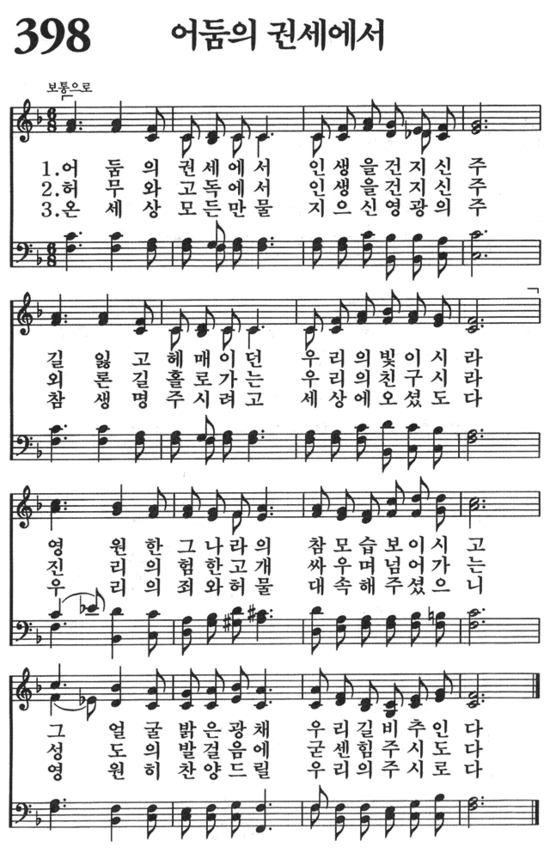 398 어둠의 권세에서
보통으로
1.어 둠 의 권 세 에 서 인 생 을 건 지 신 주
2.허 무 와 고 독 에 서 인 생 을 건 지 신 주
3.온 세 상 모 든 만 물 지 으 신 영 광 의 주
길 잃 고 헤 매 이 던 우 리 의 빛 이 시 라
외 론 길 홀 로 가 는 우 리 의 친 구 시 라
참 생 명 주 시 려 고 세 상 에 오 셨 도 다
영 원 한 그 나 라 의 참 모 습 보 이 시 고
진 리 의 험 한 고 개 싸 우 며 넘 어 가 는
우 리 의 죄 와 허 물 대 속 해 주 셨 으 니
그 얼 굴 밝 은 광 채 우 리 길 비 추 인 다
성 도 의 발 걸 음 에 굳 센 힘 주 시 도 다
영 원 히 찬 양 드 릴 우 리 의 주 시 로 다